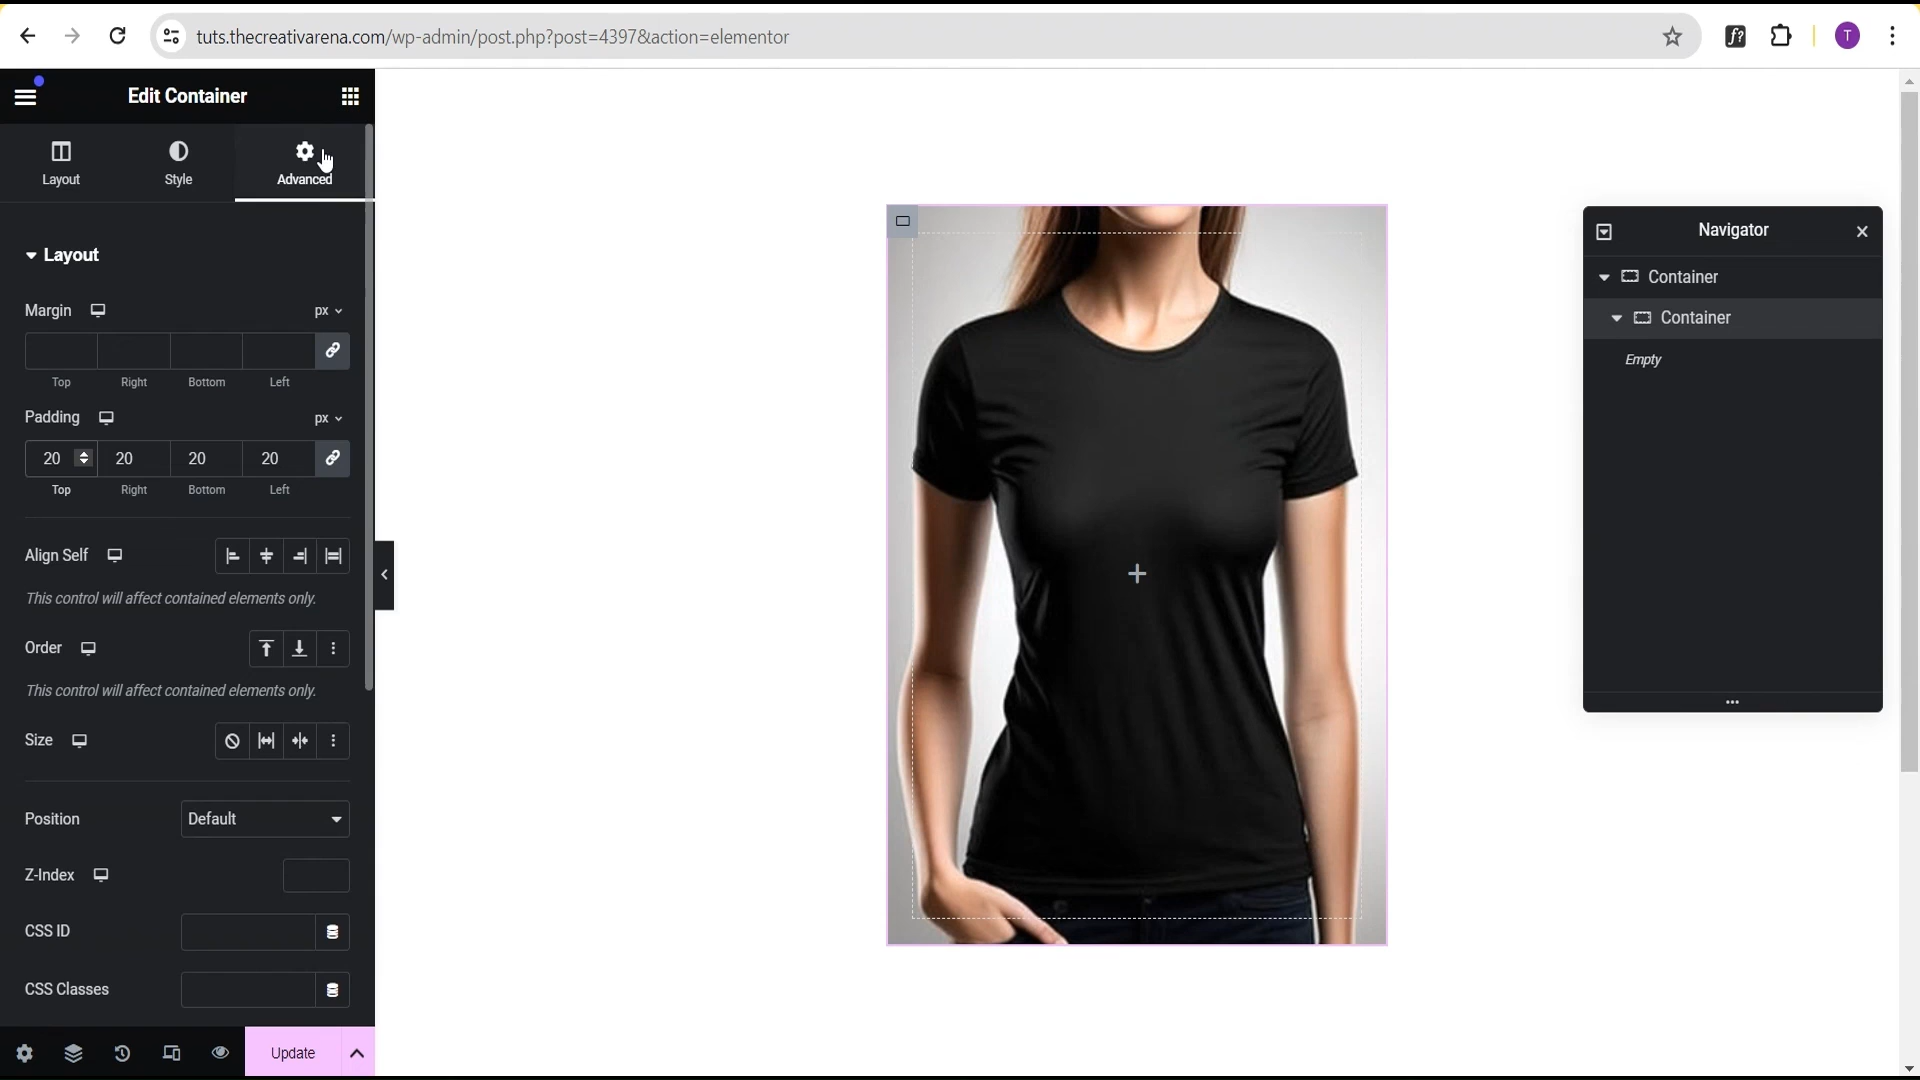 tuts.thecreativarena.com/wp-admin/post.php?post=4397&action=elementor
f?
T
Edit Container
Layout
Style
Advanced
Layout
Margin
px
Top
Right
Bottom
Left
Padding
px
20
20
20
20
Top
Right
Bottom
Left
Align Self
This control will affect contained elements only.
Order
This control will affect contained elements only.
Size
Position
Default
Z-Index
CSS ID
CSS Classes
Update
Navigator
Container
Container
Empty